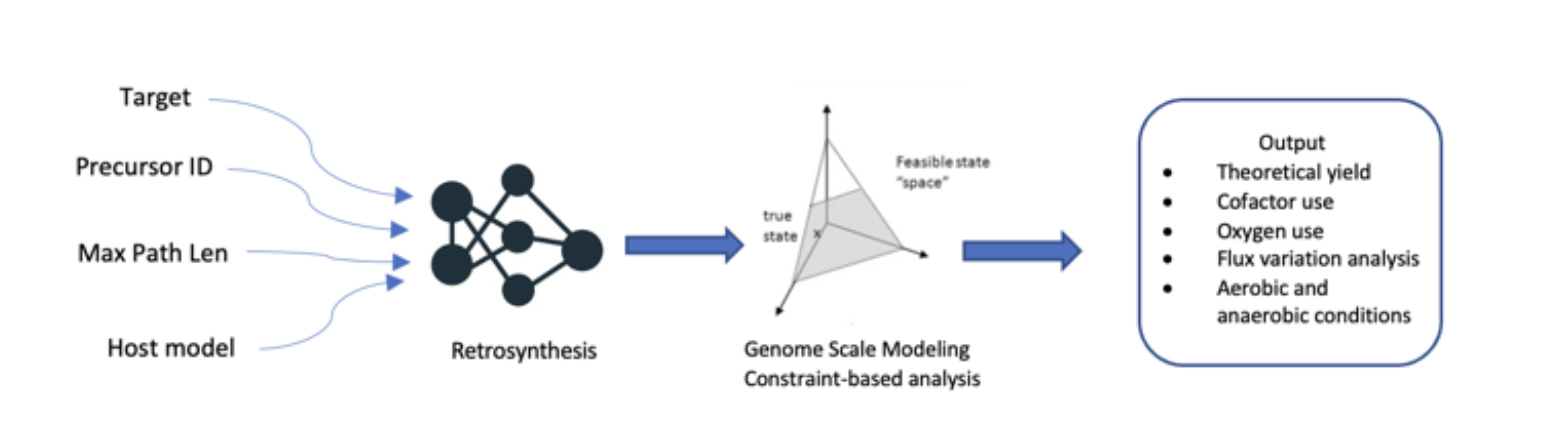 Target
Precursor ID
Max Path Len
Host model
Retrosynthesis
Feasible state
"space"
true
state
x
Genome Scale Modeling
Constraint-based analysis
Output
• Theoretical yield
• Cofactor use
• Oxygen use
• Flux variation analysis
• Aerobic and
anaerobic conditions